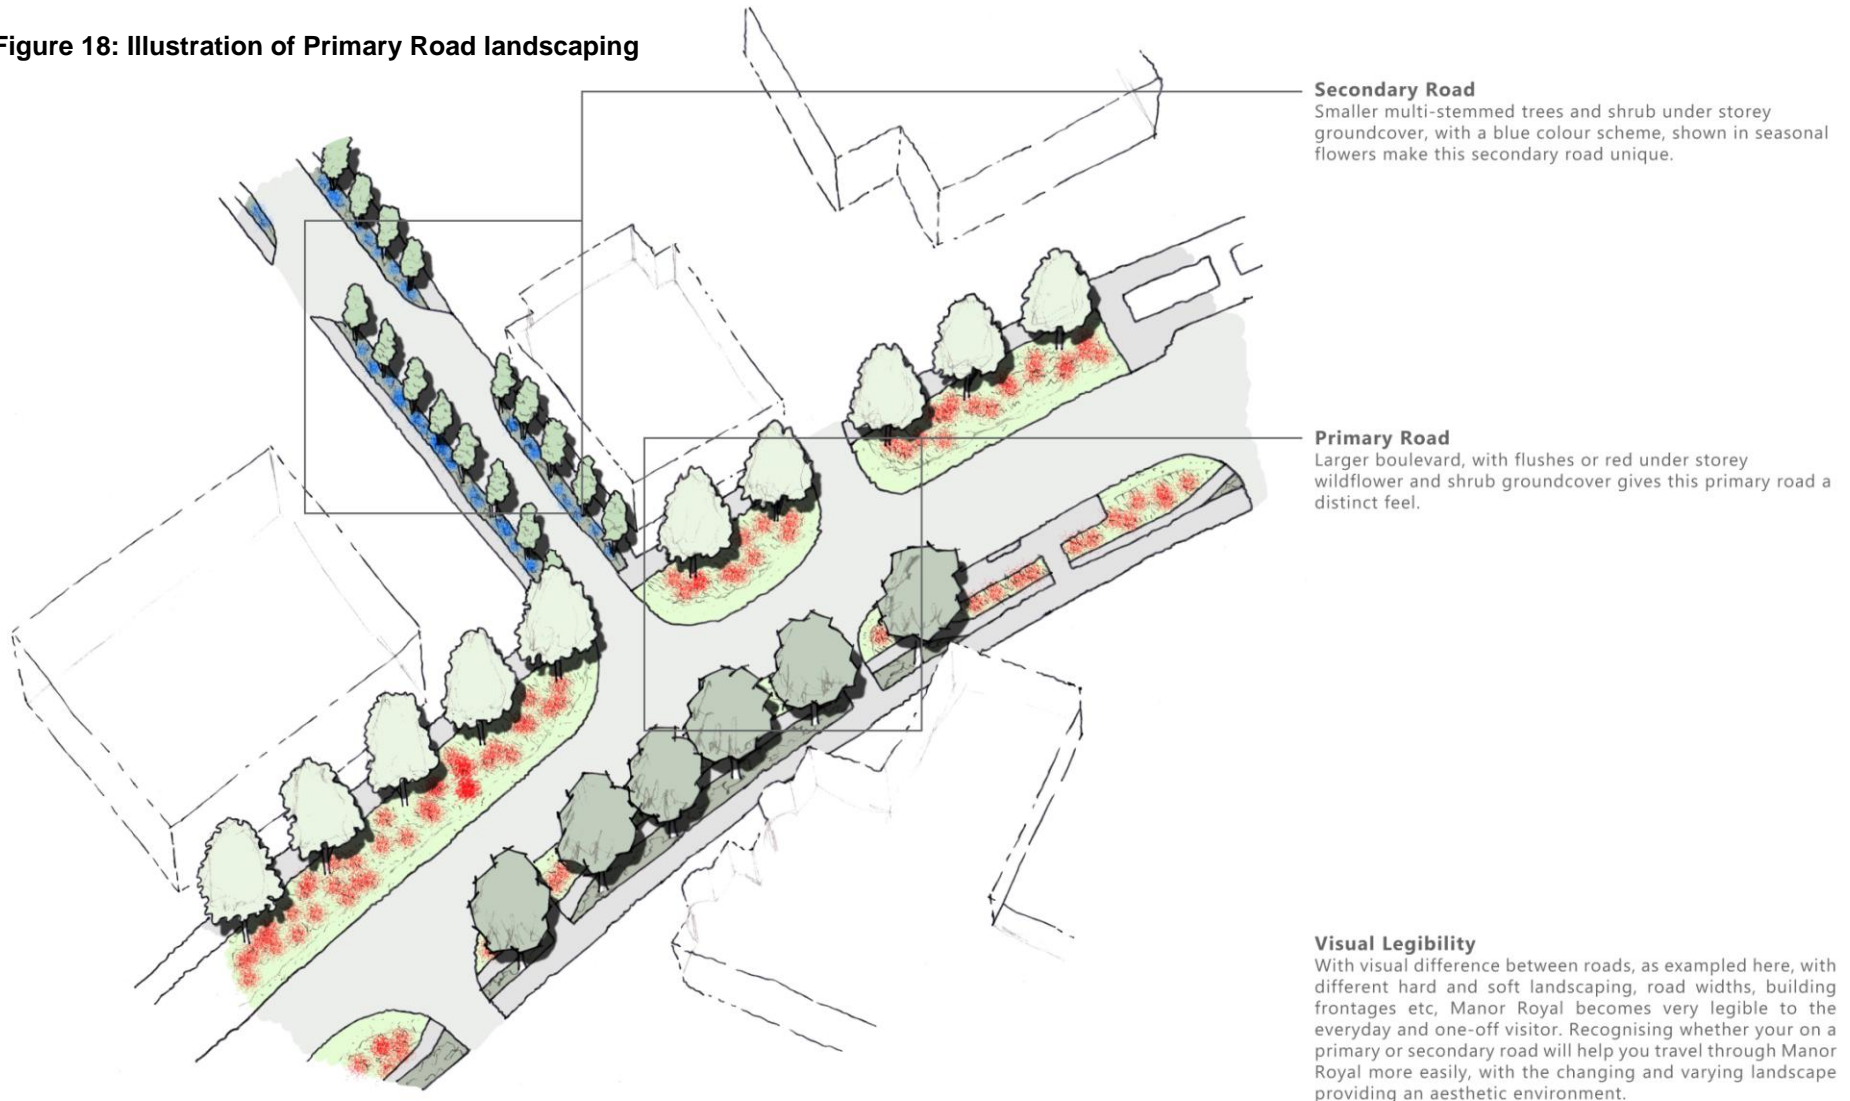 Figure 18: Illustration of Primary Road landscaping
Secondary Road
Smaller multi-stemmed trees and shrub under storey
groundcover, with a blue colour scheme, shown in seasonal
flowers make this secondary road unique.
Primary Road
Larger boulevard, with flushes or red under storey
wildflower and shrub groundcover gives this primary road a
distinct feel.
Visual Legibility
With visual difference between roads, as exampled here, with
different hard and soft landscaping, road widths, building
frontages etc, Manor Royal becomes very legible to the
everyday and one-off visitor. Recognising whether your on a
primary or secondary road will help you travel through Manor
Royal more easily, with the changing and varying landscape
providing an aesthetic environment.